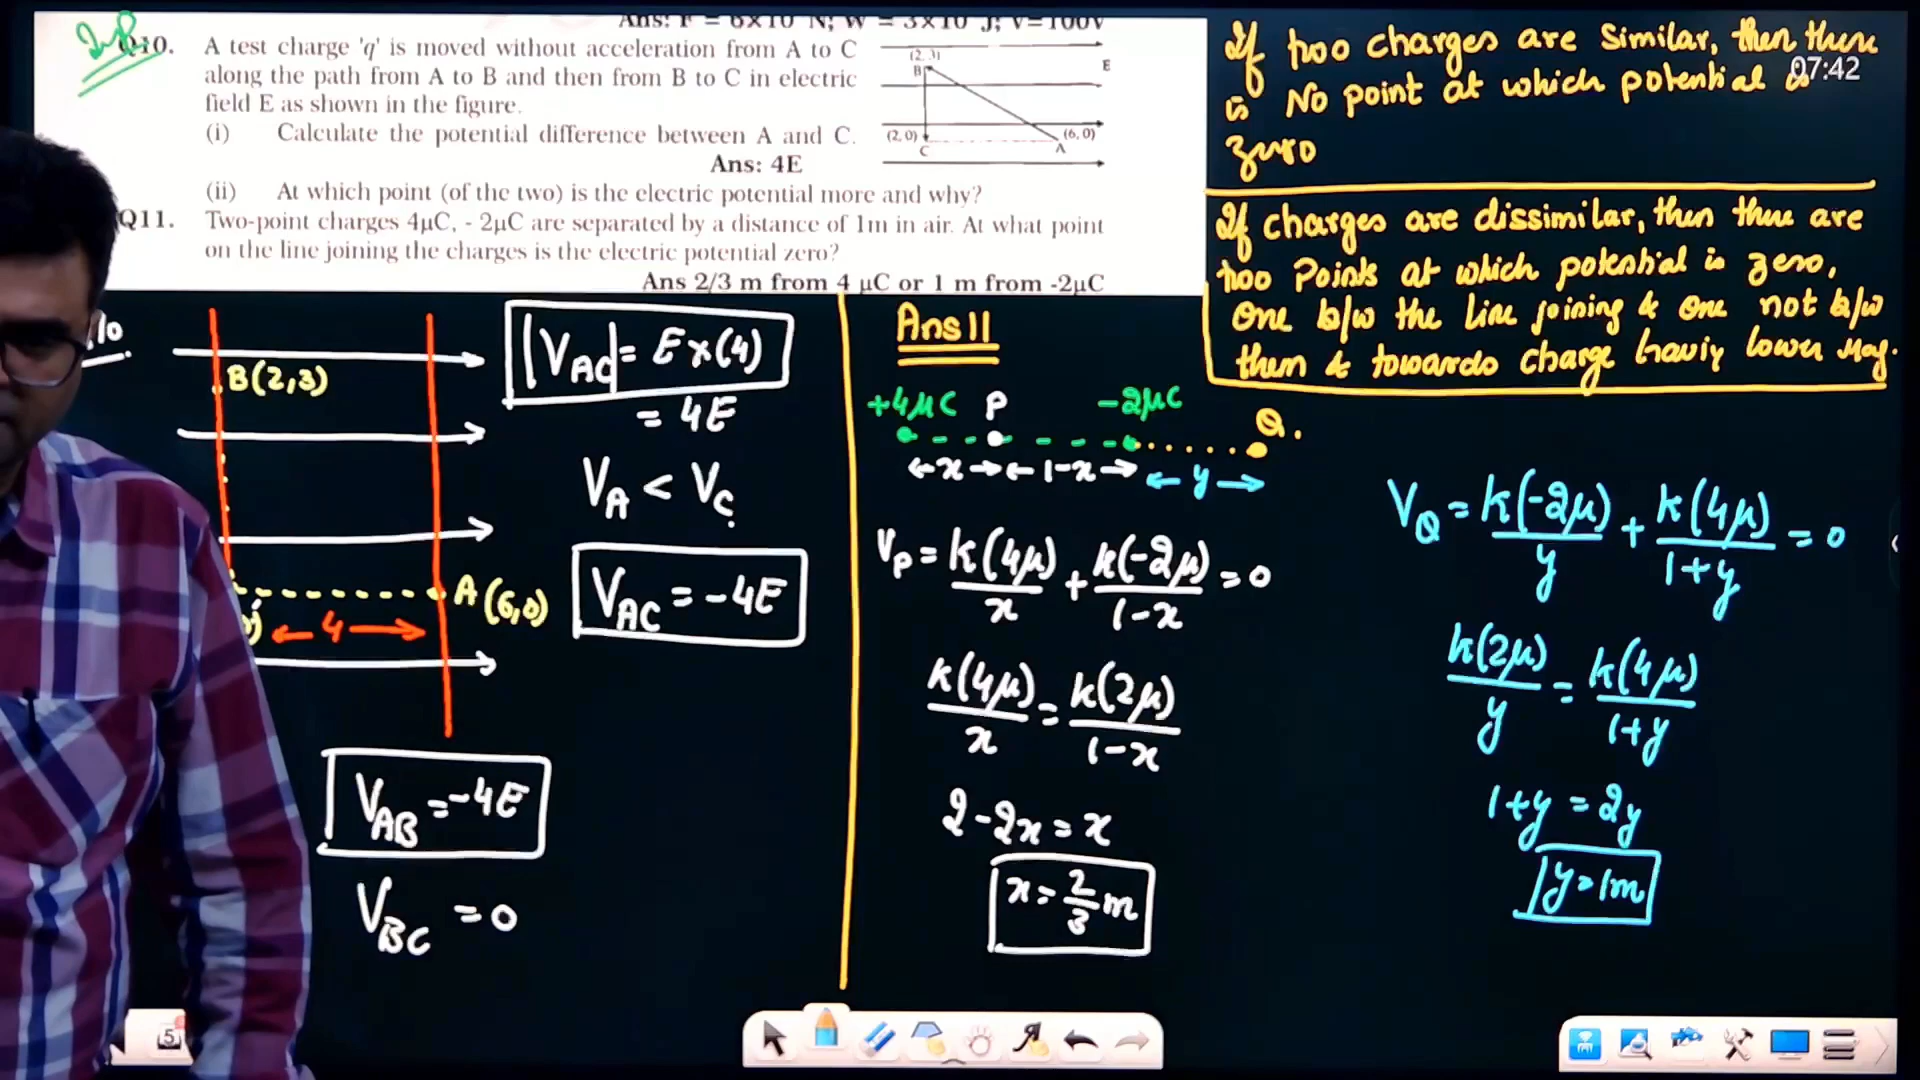 Ans: F = 6x10 N; W = 3x10 J; V=100V
Q10. A test charge 'q' is moved without acceleration from A to C
along the path from A to B and then from B to C in electric
field E as shown in the figure.
(i) Calculate the potential difference between A and C.
Ans: 4E
(ii) At which point (of the two) is the electric potential more and why?
Q11. Two-point charges 4μC, - 2μC are separated by a distance of 1m in air. At what point
on the line joining the charges is the electric potential zero?
Ans 2/3 m from 4 μC or 1 m from -2μC
(2, 3)
B
E
(2, 0)
C
(6, 0)
A
If two charges are similar, then there
is No point at which potential is
zero
07:42
If charges are dissimilar, then there are
two Points at which potential is zero,
One b/w the line joining & one not b/w
them & towards charge having lower mag.
B(2,3)
A(6,0)
4
|VAC| = E×(4)
= 4E
VA < VC
VAC = -4E
VAB = -4E
VBC = 0
Ans 11
+4μC P -2μC Q.
x 1-x y
VP = k(4μ)/x + k(-2μ)/1-x = 0
k(4μ)/x = k(2μ)/1-x
2-2x = x
x = 2/3 m
VQ = k(-2μ)/y + k(4μ)/1+y = 0
k(2μ)/y = k(4μ)/1+y
1+y = 2y
y = 1m
5